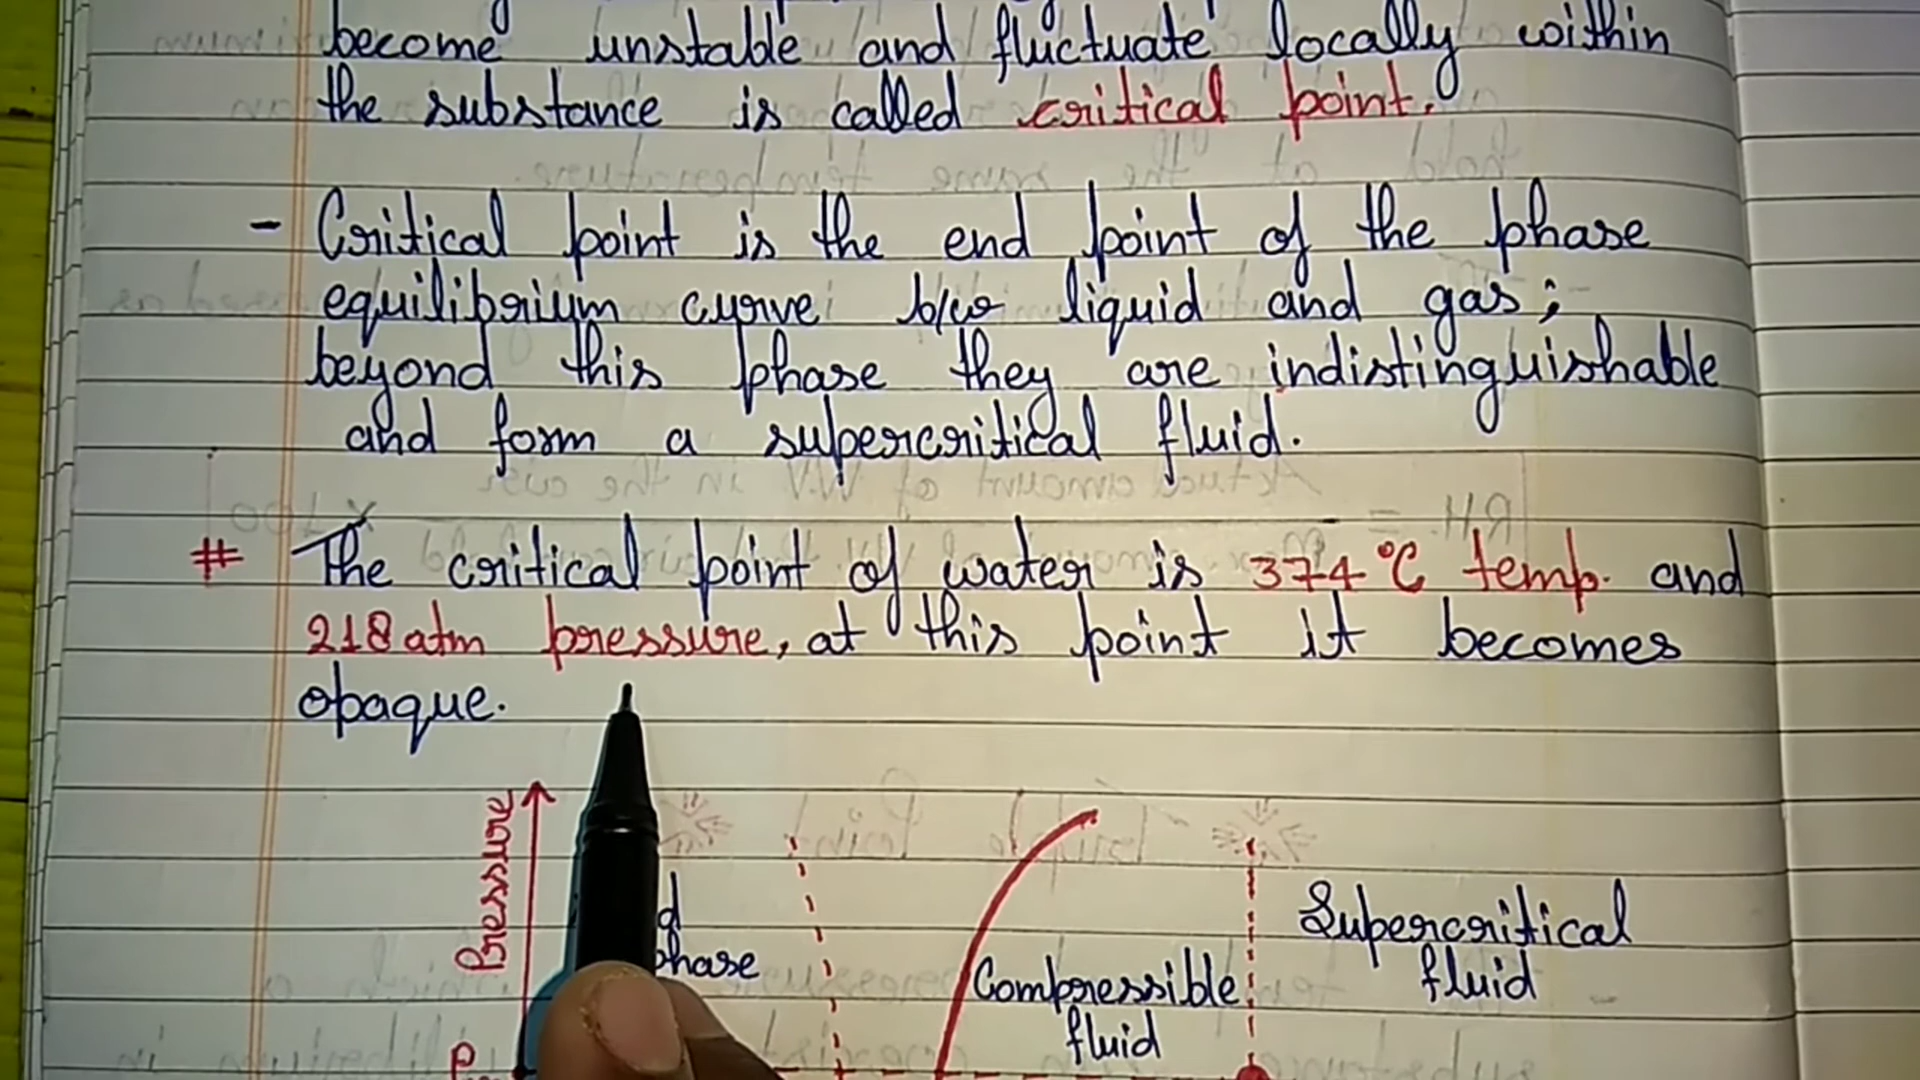 become unstable and fluctuate locally within
the substance is called critical point.
- Critical point is the end point of the phase
equilibrium curve b/w liquid and gas;
beyond this phase they are indistinguishable
and form a supercritical fluid.
# The critical point of water is 374 °C temp. and
218 atm pressure, at this point it becomes
opaque.
Pressure
phase
Compressible
fluid
Supercritical
fluid